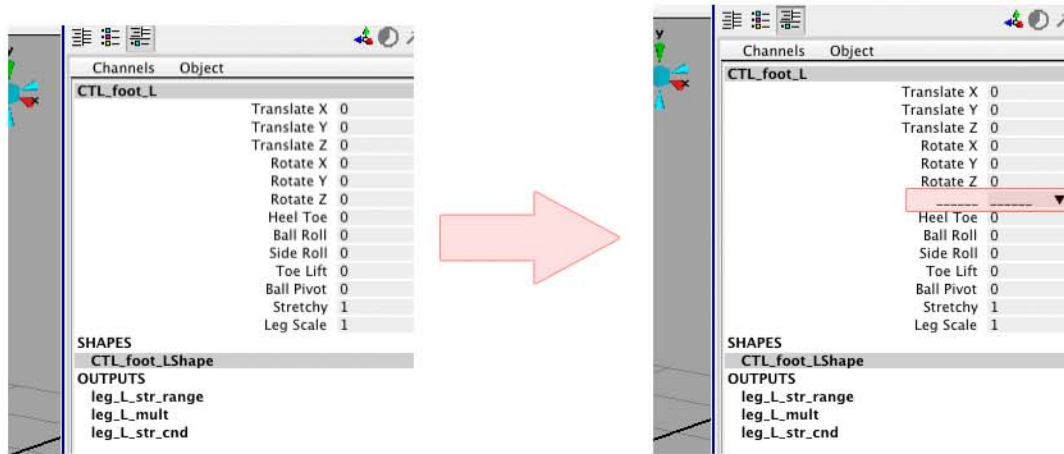 Channels Object
CTL_foot_L
Translate X 0
Translate Y 0
Translate Z 0
Rotate X 0
Rotate Y 0
Rotate Z 0
Heel Toe 0
Ball Roll 0
Side Roll 0
Toe Lift 0
Ball Pivot 0
Stretchy 1
Leg Scale 1
SHAPES
CTL_foot_LShape
OUTPUTS
leg_L_str_range
leg_L_mult
leg_L_str_cnd
y
x
Channels Object
CTL_foot_L
Translate X 0
Translate Y 0
Translate Z 0
Rotate X 0
Rotate Y 0
Rotate Z 0
______ ______
Heel Toe 0
Ball Roll 0
Side Roll 0
Toe Lift 0
Ball Pivot 0
Stretchy 1
Leg Scale 1
SHAPES
CTL_foot_LShape
OUTPUTS
leg_L_str_range
leg_L_mult
leg_L_str_cnd